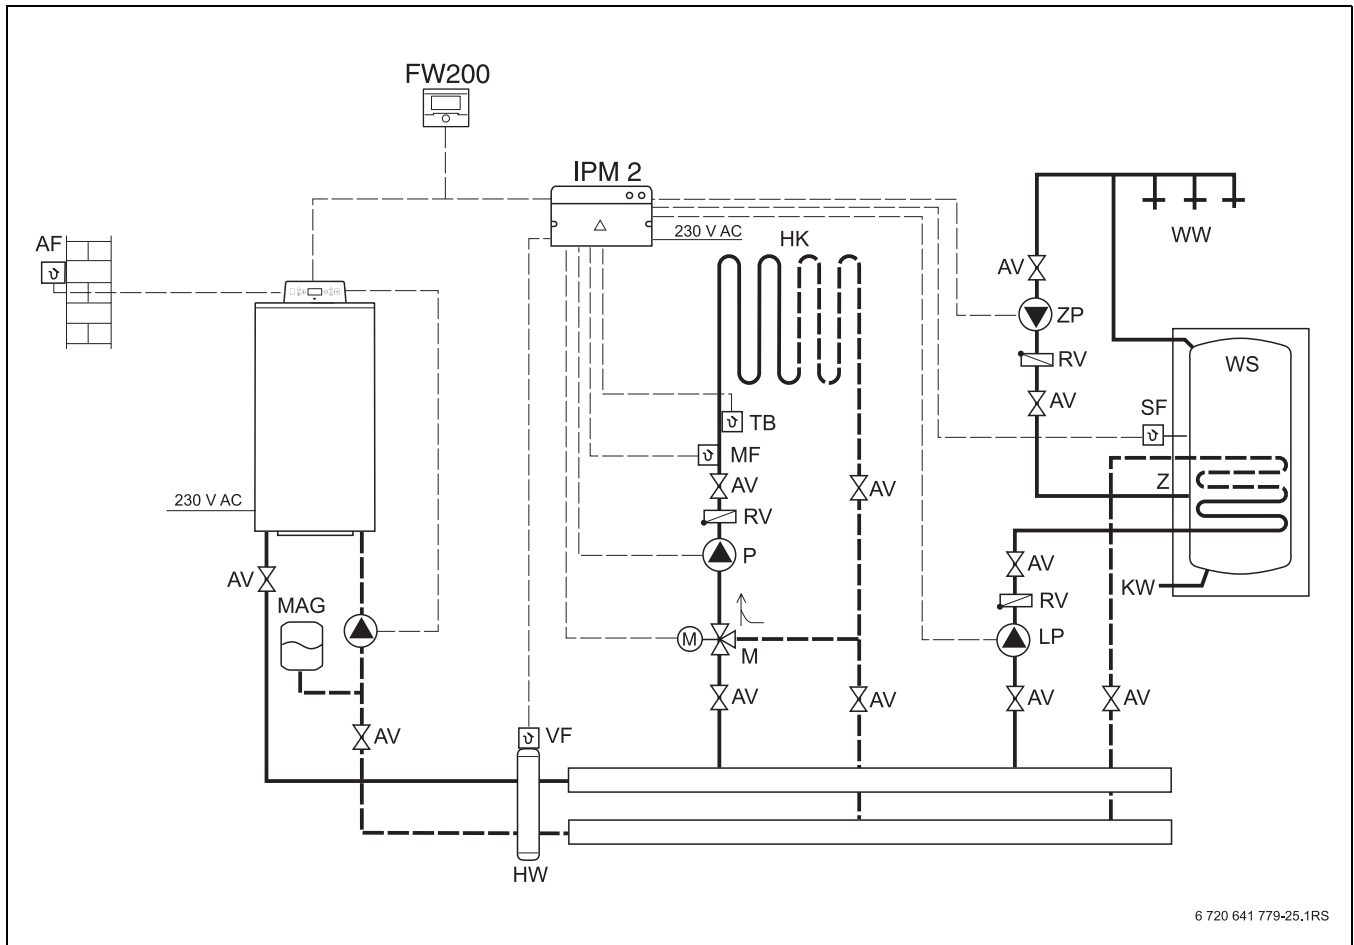 FW200
IPM 2
230 V AC
AF
HK
WW
AV
ZP
RV
WS
AV
SF
TB
MF
AV
AV
Z
230 V AC
RV
P
AV
AV
KW
MAG
RV
LP
M
M
AV
AV
AV
AV
AV
VF
HW
6 720 641 779-25.1RS